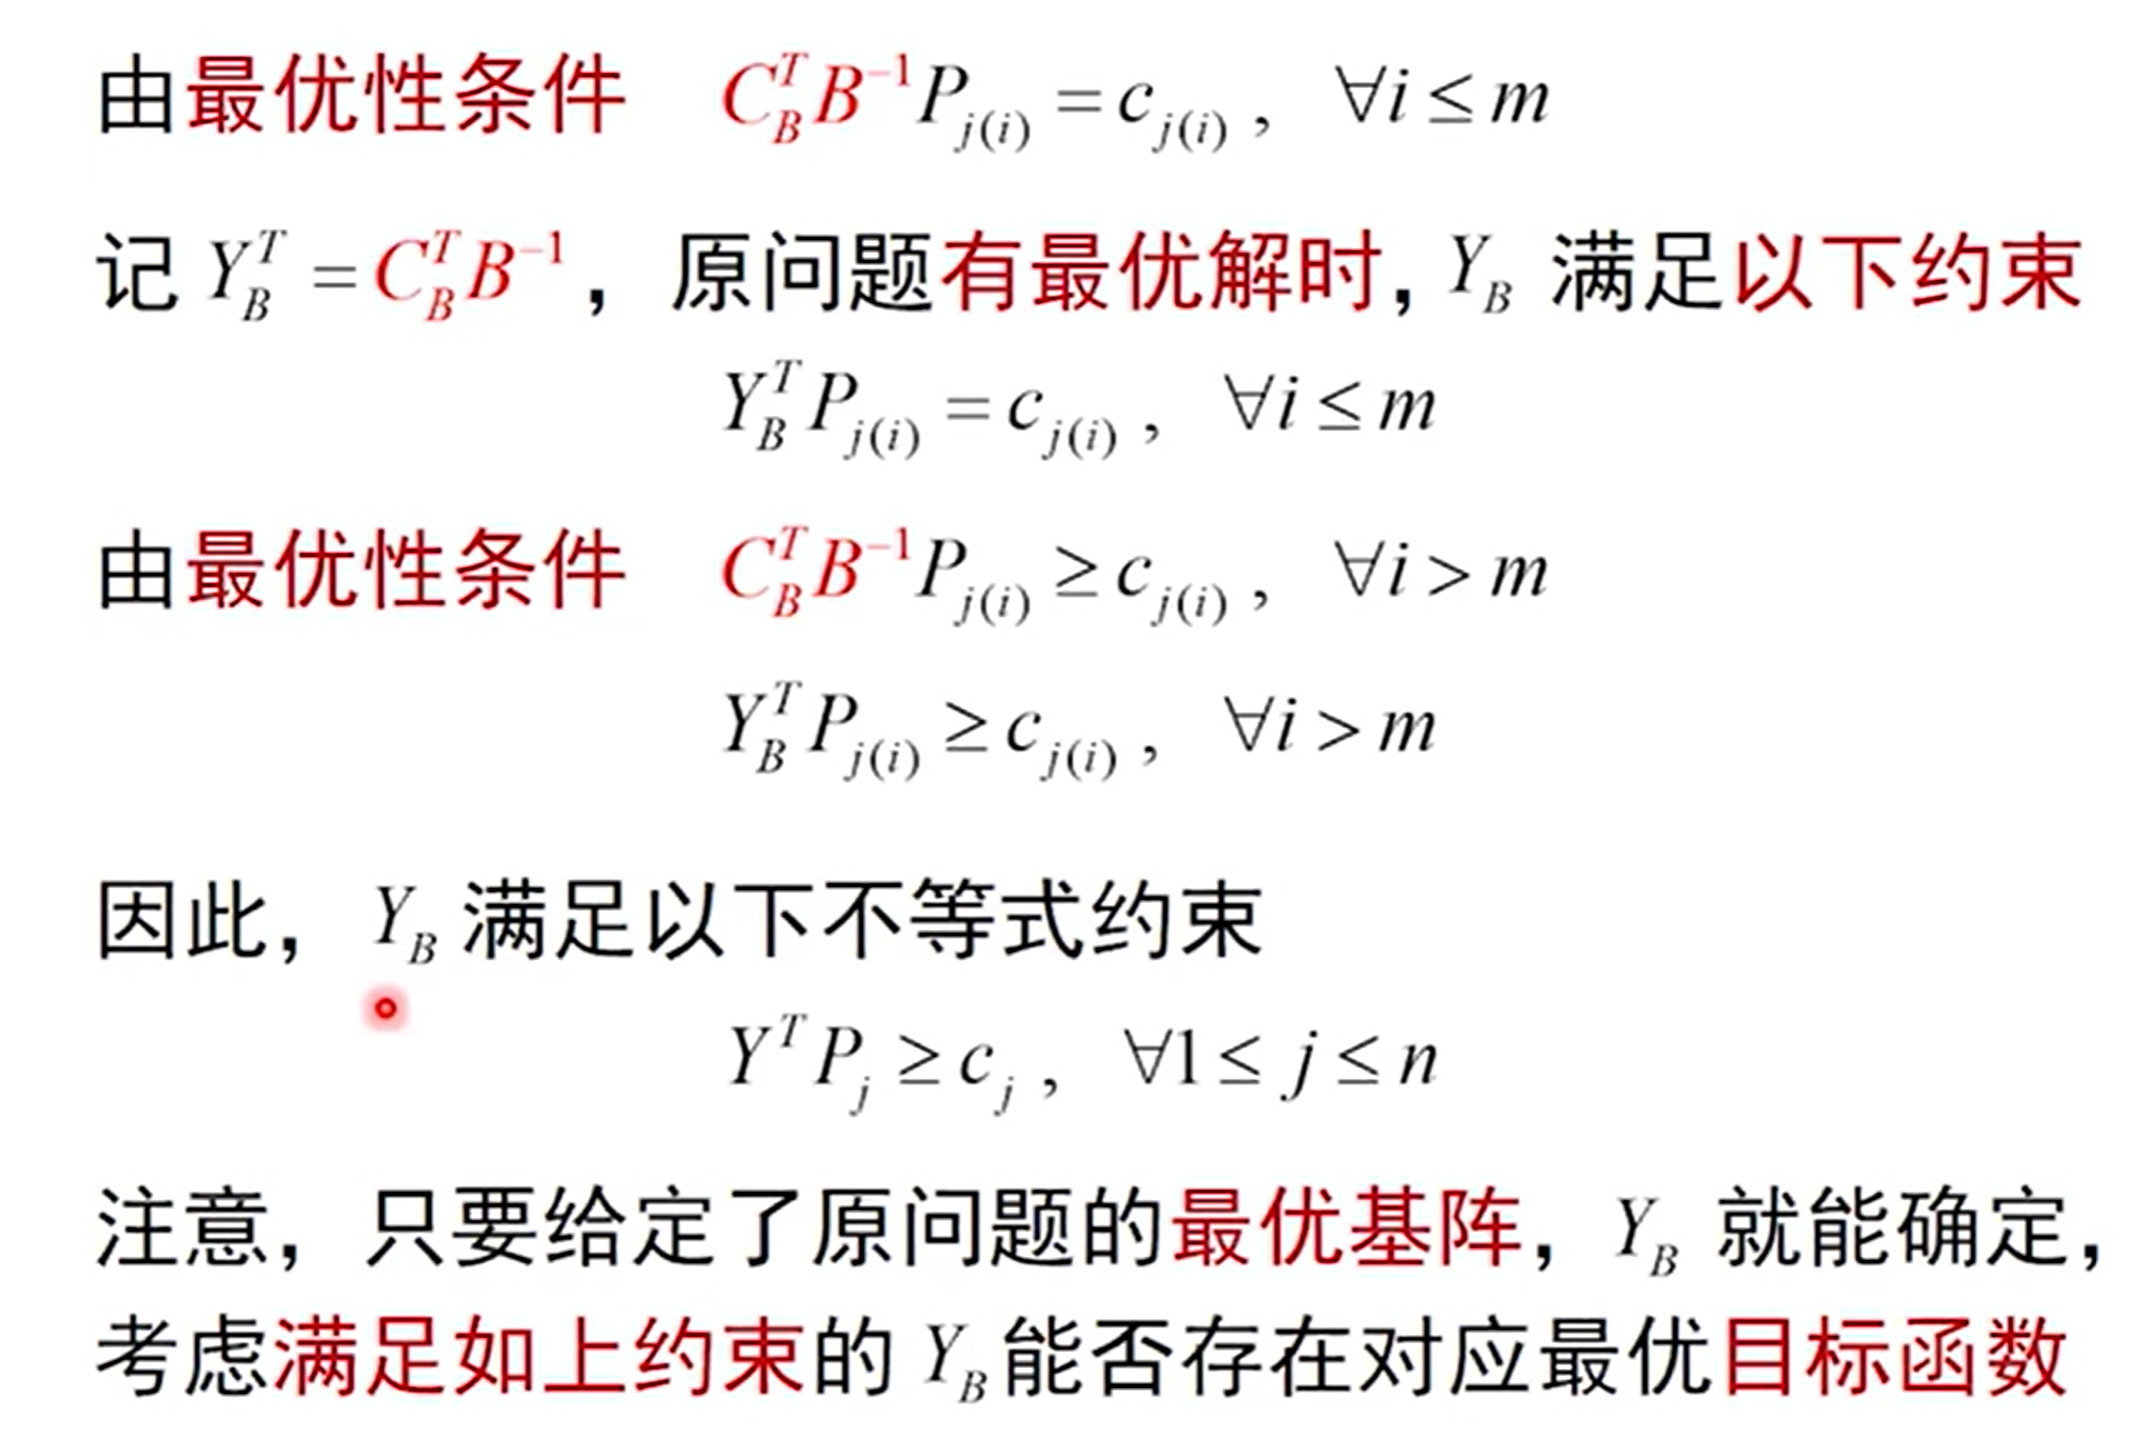 由最优性条件 $C_B^T B^{-1} P_{j(i)} = c_{j(i)}$ , $\forall i \leq m$
记 $Y_B^T = C_B^T B^{-1}$ ，原问题有最优解时，$Y_B$ 满足以下约束
$Y_B^T P_{j(i)} = c_{j(i)}$ , $\forall i \leq m$
由最优性条件 $C_B^T B^{-1} P_{j(i)} \geq c_{j(i)}$ , $\forall i > m$
$Y_B^T P_{j(i)} \geq c_{j(i)}$ , $\forall i > m$
因此，$Y_B$ 满足以下不等式约束
$Y^T P_j \geq c_j$ , $\forall 1 \leq j \leq n$
注意，只要给定了原问题的最优基阵，$Y_B$ 就能确定，
考虑满足如上约束的 $Y_B$ 能否存在对应最优目标函数